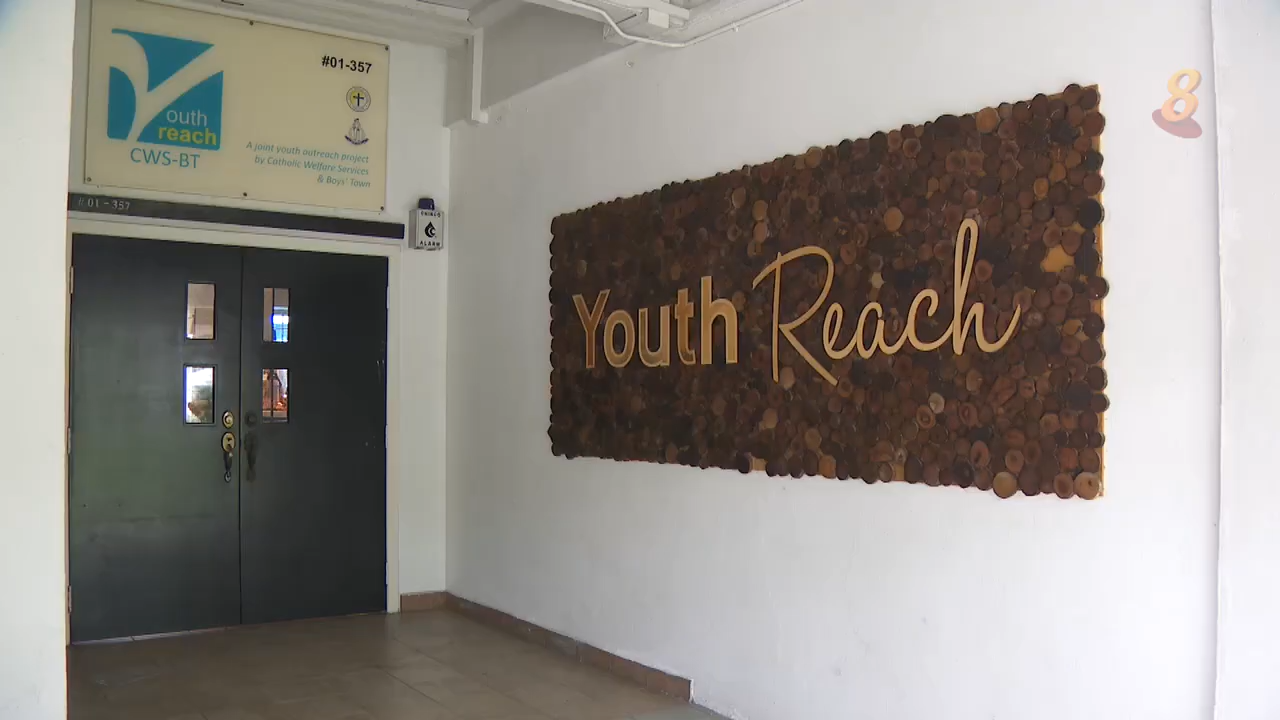 #01-357
outh
reach
CWS-BT
A joint youth outreach project
by Catholic Welfare Services
& Boys' Town
#01-357
ALARM
Youth Reach
8